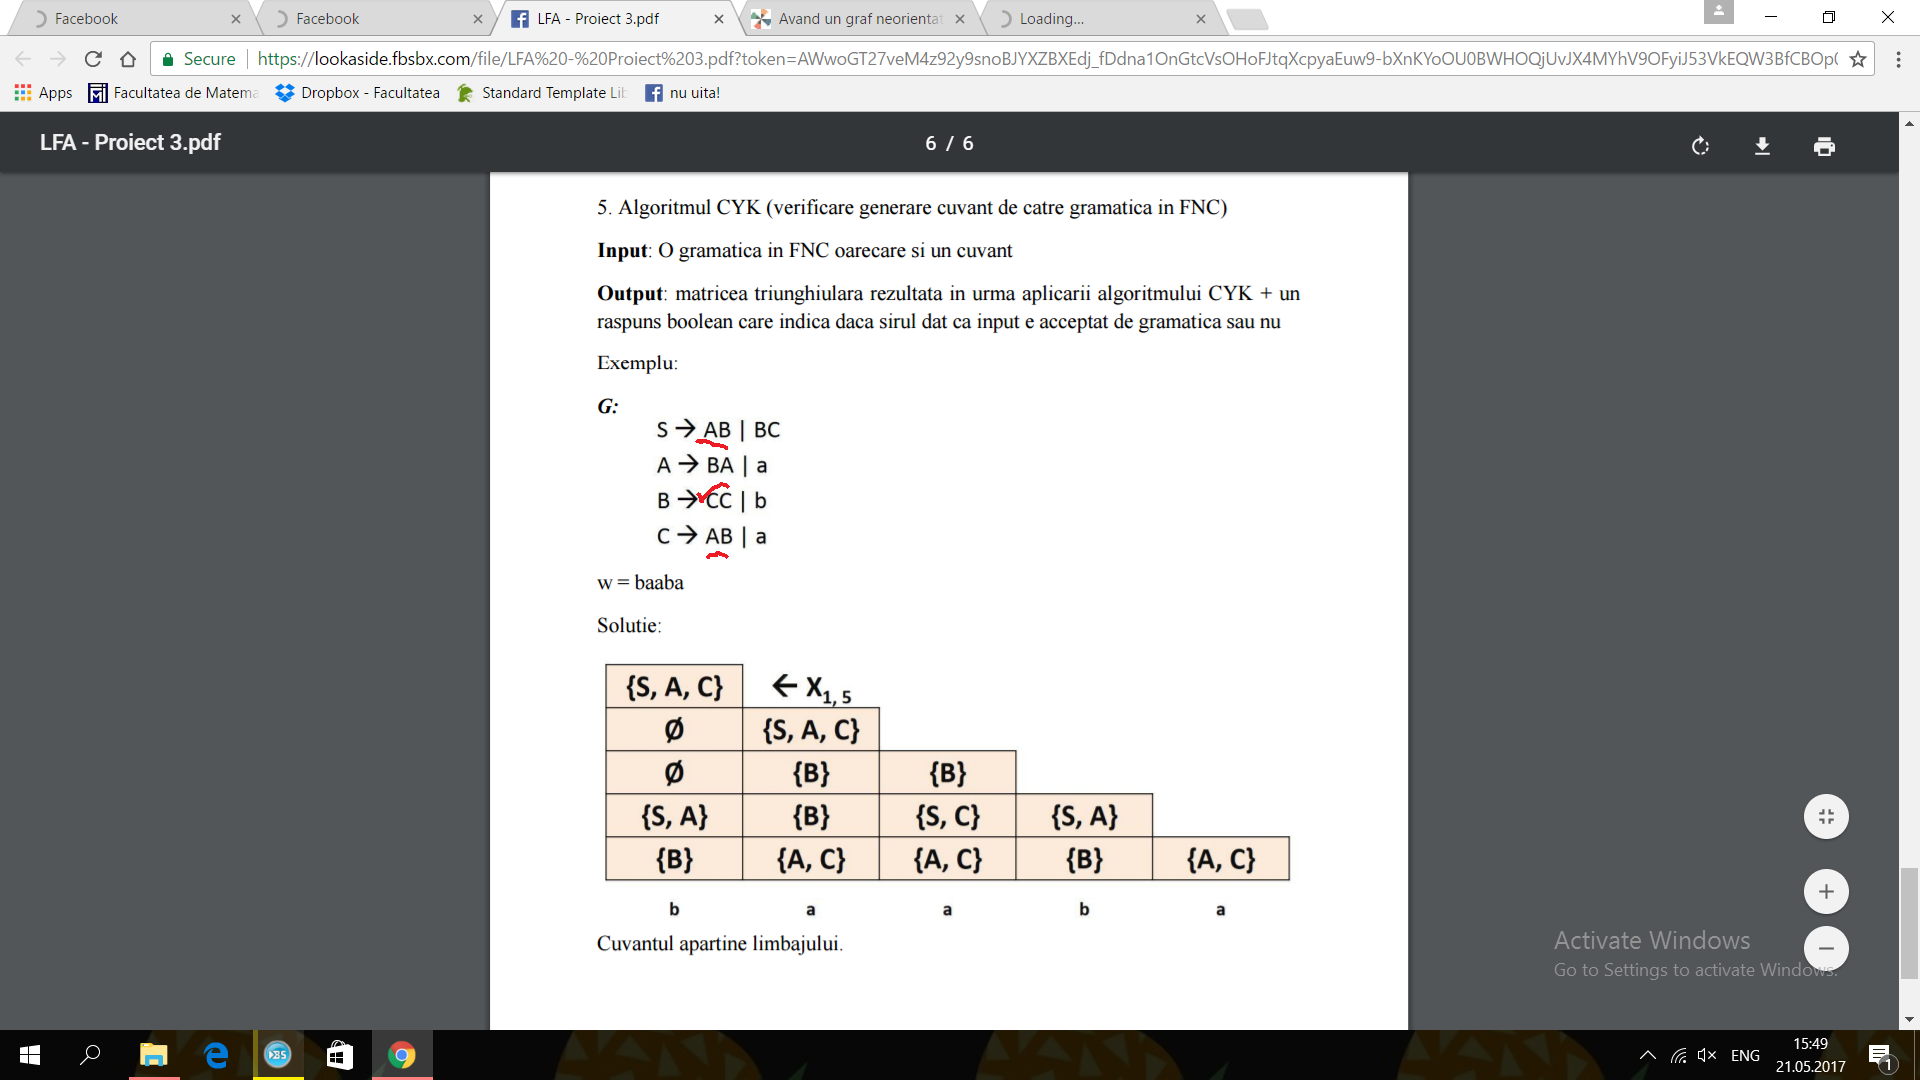 Facebook
Facebook
LFA - Proiect 3.pdf
Avand un graf neorientat
Loading...
Secure
https://lookaside.fbsbx.com/file/LFA%20-%20Proiect%203.pdf?token=AWwoGT27veM4z92y9snoBJYXZBXEdj_fDdna1OnGtcVsOHoFJtqXcpyaEuw9-bXnKYoOU0BWHOQjUvJX4MYhV9OFyiJ53VkEQW3BfCBOp
Apps
Facultatea de Matema
Dropbox - Facultatea
Standard Template Lib
nu uita!
LFA - Proiect 3.pdf
6 / 6
5. Algoritmul CYK (verificare generare cuvant de catre gramatica in FNC)
Input: O gramatica in FNC oarecare si un cuvant
Output: matricea triunghiulara rezultata in urma aplicarii algoritmului CYK + un
raspuns boolean care indica daca sirul dat ca input e acceptat de gramatica sau nu
Exemplu:
G:
S → AB | BC
A → BA | a
B → CC | b
C → AB | a
w = baaba
Solutie:
{S, A, C} ← X1, 5
Ø {S, A, C}
Ø {B} {B}
{S, A} {B} {S, C} {S, A}
{B} {A, C} {A, C} {B} {A, C}
b a a b a
Cuvantul apartine limbajului.
Activate Windows
Go to Settings to activate Windows.
BS
ENG
15:49
21.05.2017
1